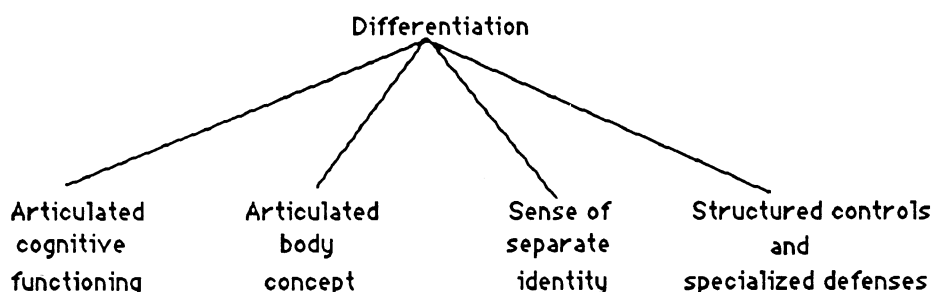 Differentiation
Articulated
cognitive
functioning
Articulated
body
concept
Sense of
separate
identity
Structured controls
and
specialized defenses